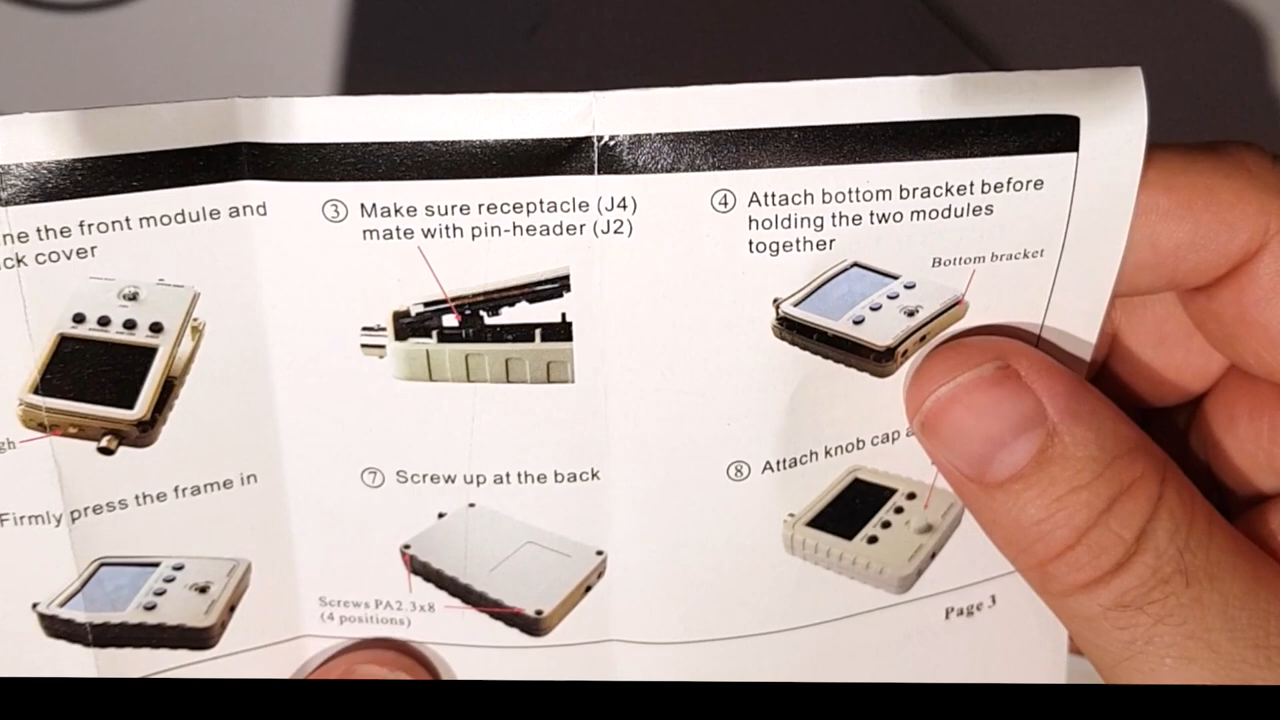 ne the front module and
ck cover
③ Make sure receptacle (J4)
mate with pin-header (J2)
④ Attach bottom bracket before
holding the two modules
together
Bottom bracket
gh
Firmly press the frame in
⑦ Screw up at the back
Screws PA2.3x8
(4 positions)
⑧ Attach knob cap a
Page 3